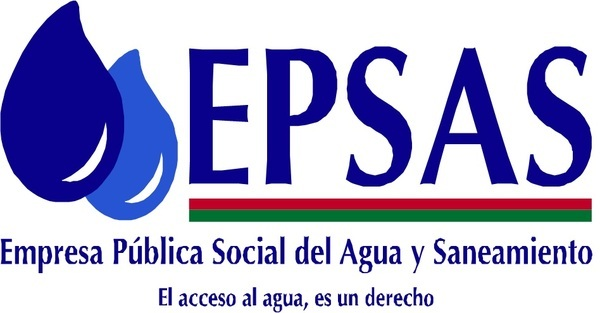 EPSAS
Empresa Pública Social del Agua y Saneamiento
El acceso al agua, es un derecho